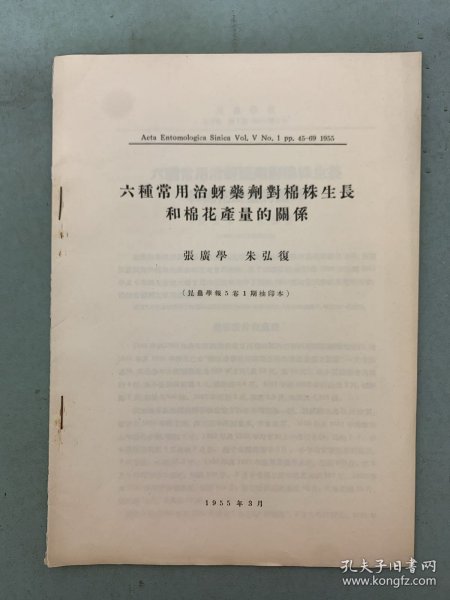 Acta Entomologica Sinica Vol. V No. 1 pp. 45-69 1955
六種常用治蚜藥劑對棉株生長
和棉花產量的關係
張廣學 朱弘復
(昆蟲學報5卷1期抽印本)
1955年3月
孔夫子旧书网
www.kongfz.com